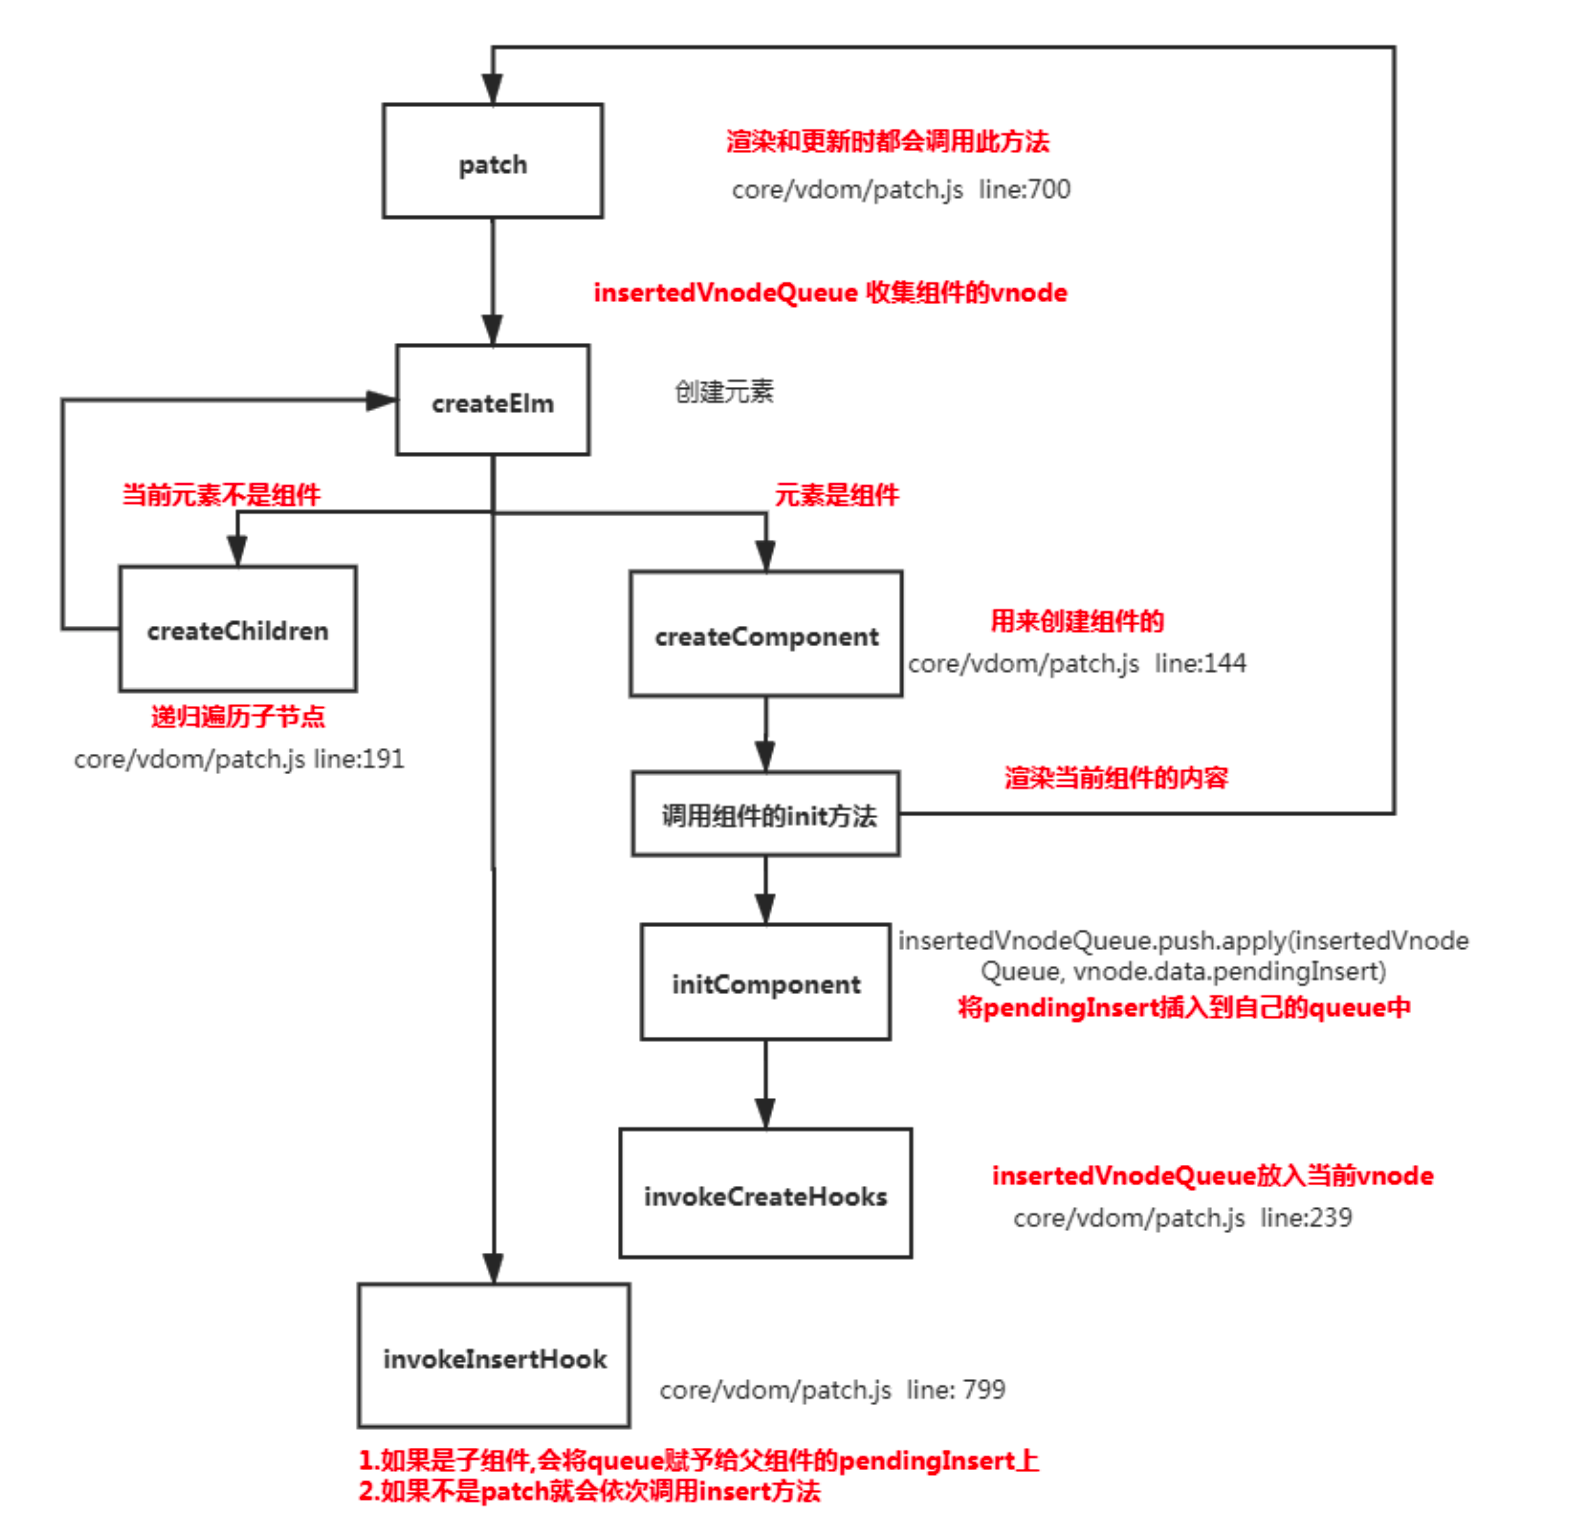 patch
渲染和更新时都会调用此方法
core/vdom/patch.js line:700
insertedVnodeQueue 收集组件的vnode
createElm
创建元素
当前元素不是组件
元素是组件
createChildren
递归遍历子节点
core/vdom/patch.js line:191
createComponent
用来创建组件的
core/vdom/patch.js line:144
调用组件的init方法
渲染当前组件的内容
initComponent
insertedVnodeQueue.push.apply(insertedVnode
Queue, vnode.data.pendingInsert)
将pendingInsert插入到自己的queue中
invokeCreateHooks
insertedVnodeQueue放入当前vnode
core/vdom/patch.js line:239
invokeInsertHook
core/vdom/patch.js line: 799
1.如果是子组件,会将queue赋予给父组件的pendingInsert上
2.如果不是patch就会依次调用insert方法